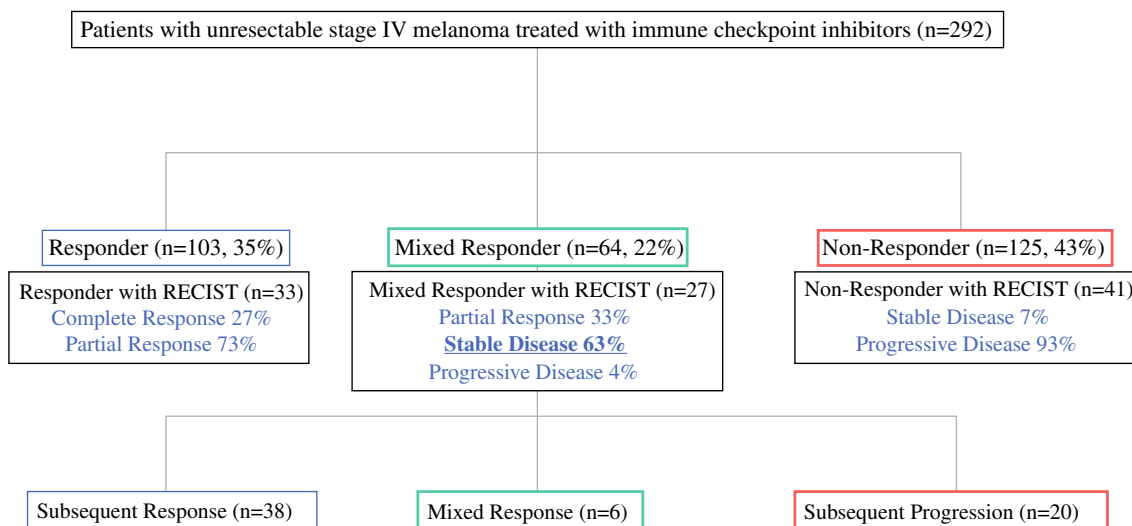 Patients with unresectable stage IV melanoma treated with immune checkpoint inhibitors (n=292)
Responder (n=103, 35%)
Mixed Responder (n=64, 22%)
Non-Responder (n=125, 43%)
Responder with RECIST (n=33)
Complete Response 27%
Partial Response 73%
Mixed Responder with RECIST (n=27)
Partial Response 33%
Stable Disease 63%
Progressive Disease 4%
Non-Responder with RECIST (n=41)
Stable Disease 7%
Progressive Disease 93%
Subsequent Response (n=38)
Mixed Response (n=6)
Subsequent Progression (n=20)